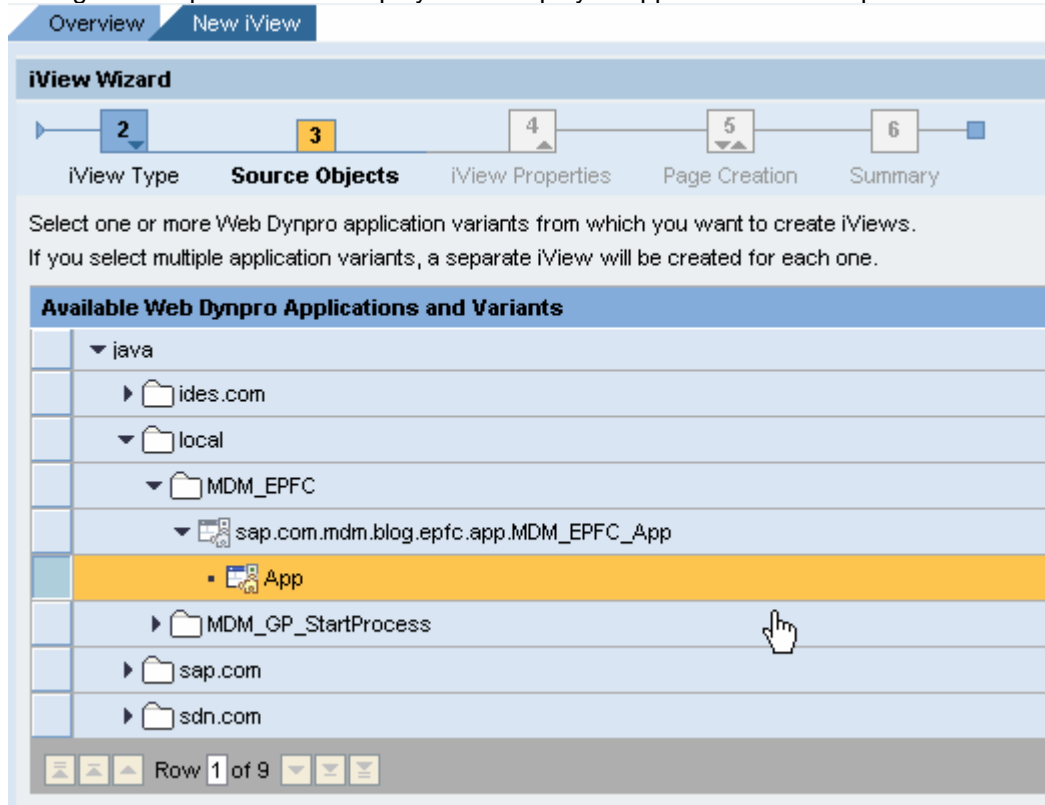 Overview New iView
iView Wizard
2 3 4 5 6
iView Type Source Objects iView Properties Page Creation Summary
Select one or more Web Dynpro application variants from which you want to create iViews.
If you select multiple application variants, a separate iView will be created for each one.
Available Web Dynpro Applications and Variants
java
ides.com
local
MDM_EPFC
sap.com.mdm.blog.epfc.app.MDM_EPFC_App
App
MDM_GP_StartProcess
sap.com
sdn.com
Row 1 of 9